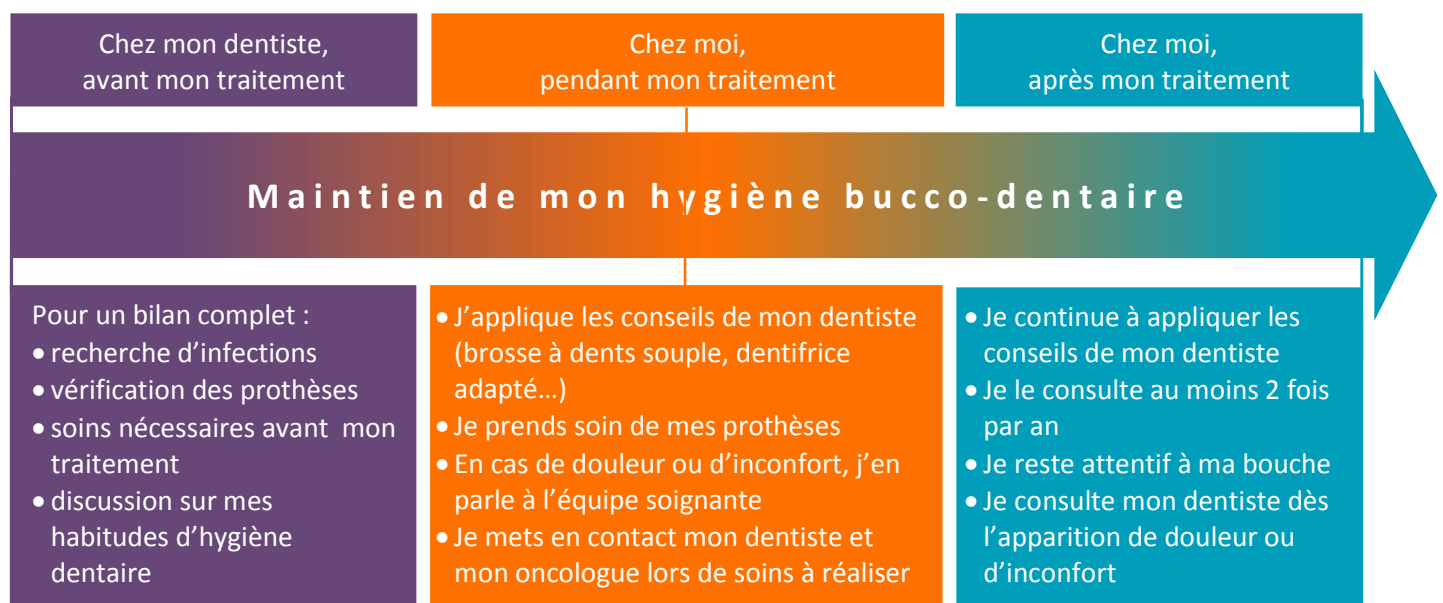 Chez mon dentiste,
avant mon traitement
Chez moi,
pendant mon traitement
Chez moi,
après mon traitement
Maintien de mon hygiène bucco-dentaire
Pour un bilan complet :
• recherche d’infections
• vérification des prothèses
• soins nécessaires avant mon
traitement
• discussion sur mes
habitudes d’hygiène
dentaire
• J’applique les conseils de mon dentiste
(brosse à dents souple, dentifrice
adapté…)
• Je prends soin de mes prothèses
• En cas de douleur ou d’inconfort, j’en
parle à l’équipe soignante
• Je mets en contact mon dentiste et
mon oncologue lors de soins à réaliser
• Je continue à appliquer les
conseils de mon dentiste
• Je le consulte au moins 2 fois
par an
• Je reste attentif à ma bouche
• Je consulte mon dentiste dès
l’apparition de douleur ou
d’inconfort